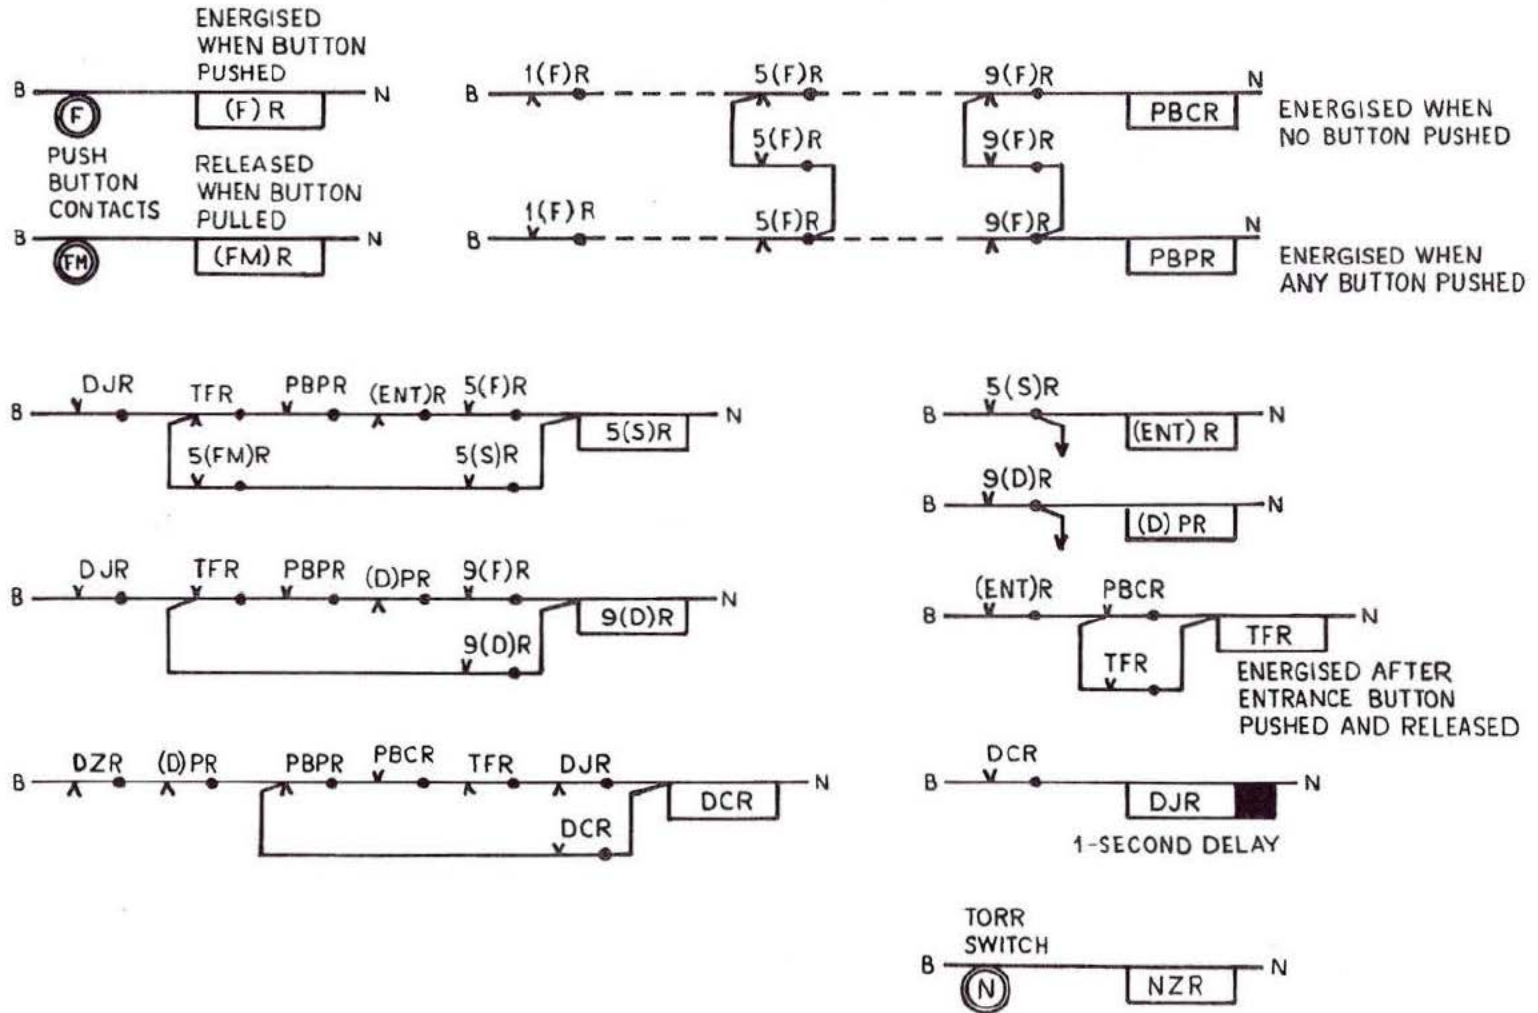 ENERGISED
WHEN BUTTON
PUSHED
B N
(F) R
F
PUSH
BUTTON
CONTACTS
RELEASED
WHEN BUTTON
PULLED
B N
(FM) R
FM
1(F)R 5(F)R 9(F)R
B N
PBCR
ENERGISED WHEN
NO BUTTON PUSHED
5(F)R 9(F)R
1(F)R 5(F)R 9(F)R
B N
PBPR
ENERGISED WHEN
ANY BUTTON PUSHED
DJR TFR PBPR (ENT)R 5(F)R
B N
5(S)R
5(FM)R 5(S)R
5(S)R
B N
(ENT) R
9(D)R
B N
(D) PR
DJR TFR PBPR (D)PR 9(F)R
B N
9(D)R
9(D)R
(ENT)R PBCR
B N
TFR
TFR
ENERGISED AFTER
ENTRANCE BUTTON
PUSHED AND RELEASED
DZR (D)PR PBPR PBCR TFR DJR
B N
DCR
DCR
DCR
B N
DJR
1-SECOND DELAY
TORR
SWITCH
B N
N
NZR